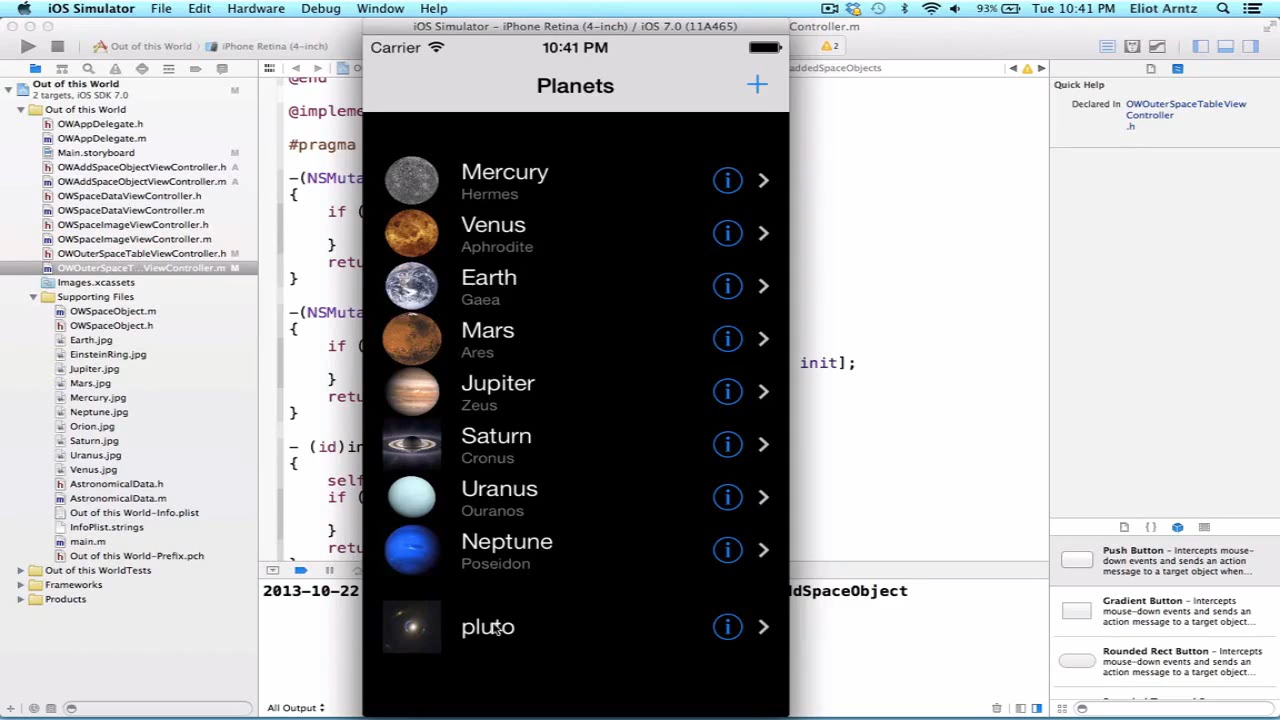 iOS Simulator File Edit Hardware Debug Window Help 93% Tue 10:41 PM Eliot Arntz
iOS Simulator - iPhone Retina (4-inch) / iOS 7.0 (11A465) Controller.m
Out of this World iPhone Retina (4-inch) 2
Carrier 10:41 PM
addedSpaceObjects
Planets
+
Out of this World M
2 targets, iOS SDK 7.0
Out of this World
OWAppDelegate.h
OWAppDelegate.m
Main.storyboard M
OWAddSpaceObjectViewController.h A
OWAddSpaceObjectViewController.m A
OWSpaceDataViewController.h
OWSpaceDataViewController.m
OWSpaceImageViewController.h
OWSpaceImageViewController.m
OWOuterSpaceTableViewController.h M
OWOuterSpaceT...ViewController.m M
Images.xcassets
Supporting Files
OWSpaceObject.m
OWSpaceObject.h
Earth.jpg
EinsteinRing.jpg
Jupiter.jpg
Mars.jpg
Mercury.jpg
Neptune.jpg
Orion.jpg
Saturn.jpg
Uranus.jpg
Venus.jpg
AstronomicalData.h
AstronomicalData.m
Out of this World-Info.plist
InfoPlist.strings
main.m
Out of this World-Prefix.pch
Out of this WorldTests
Frameworks
Products
@end
@impleme
#pragma
-(NSMuta
{
if (
}
retu
}
-(NSMuta
{
if (
init];
}
retu
}
- (id)in
{
self
if (
}
retu
Mercury
Hermes
Venus
Aphrodite
Earth
Gaea
Mars
Ares
Jupiter
Zeus
Saturn
Cronus
Uranus
Ouranos
Neptune
Poseidon
pluto
2013-10-22 ddSpaceObject
All Output
Quick Help
Declared In OWOuterSpaceTableView
Controller
.h
Push Button - Intercepts mouse-
down events and sends an
action message to a target object when...
Gradient Button - Intercepts
mouse-down events and sends an
action message to a target object...
Rounded Rect Button - Intercepts
mouse-down events and sends an
action message to a target object...